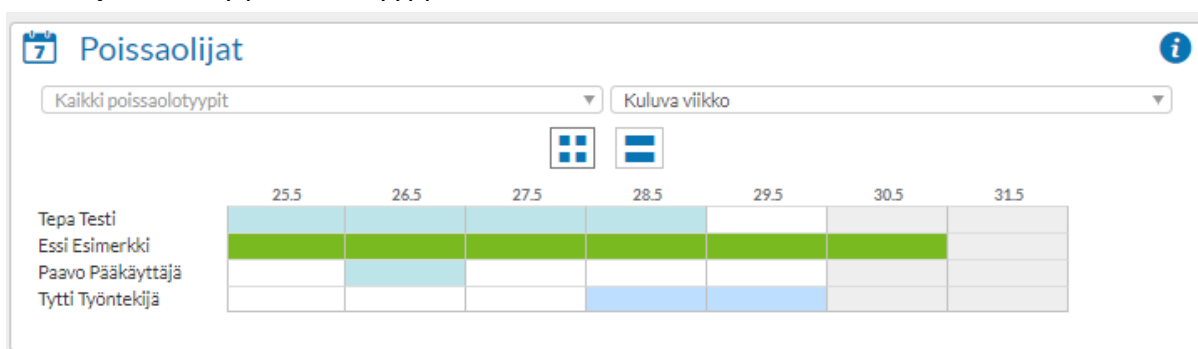 7 Poissaolijat i
Kaikki poissaolotyypit Kuluva viikko
25.5 26.5 27.5 28.5 29.5 30.5 31.5
Tepa Testi
Essi Esimerkki
Paavo Pääkäyttäjä
Tytti Työntekijä